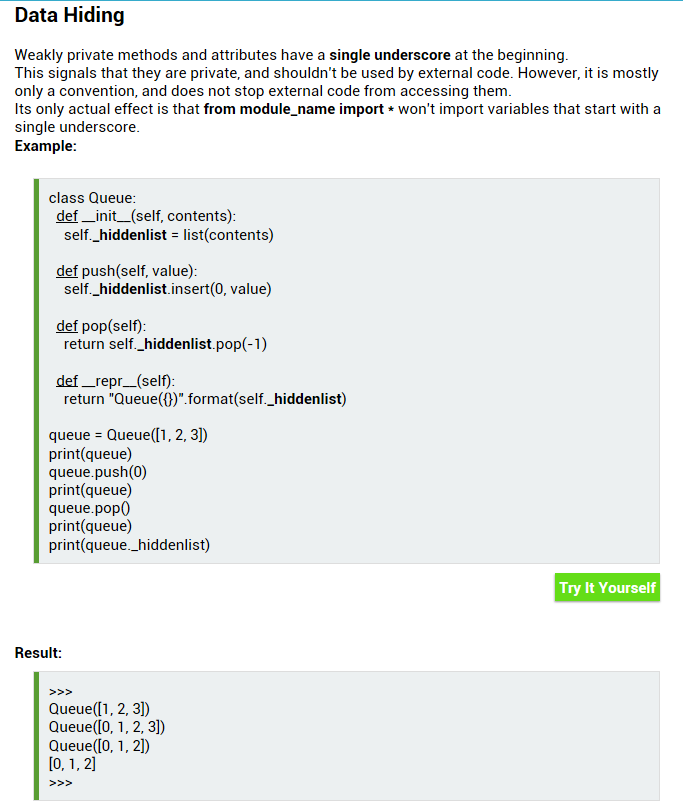 Data Hiding
Weakly private methods and attributes have a single underscore at the beginning.
This signals that they are private, and shouldn't be used by external code. However, it is mostly
only a convention, and does not stop external code from accessing them.
Its only actual effect is that from module_name import * won't import variables that start with a
single underscore.
Example:
class Queue:
def __init__(self, contents):
self._hiddenlist = list(contents)
def push(self, value):
self._hiddenlist.insert(0, value)
def pop(self):
return self._hiddenlist.pop(-1)
def __repr__(self):
return "Queue({})".format(self._hiddenlist)
queue = Queue([1, 2, 3])
print(queue)
queue.push(0)
print(queue)
queue.pop()
print(queue)
print(queue._hiddenlist)
Try It Yourself
Result:
>>>
Queue([1, 2, 3])
Queue([0, 1, 2, 3])
Queue([0, 1, 2])
[0, 1, 2]
>>>